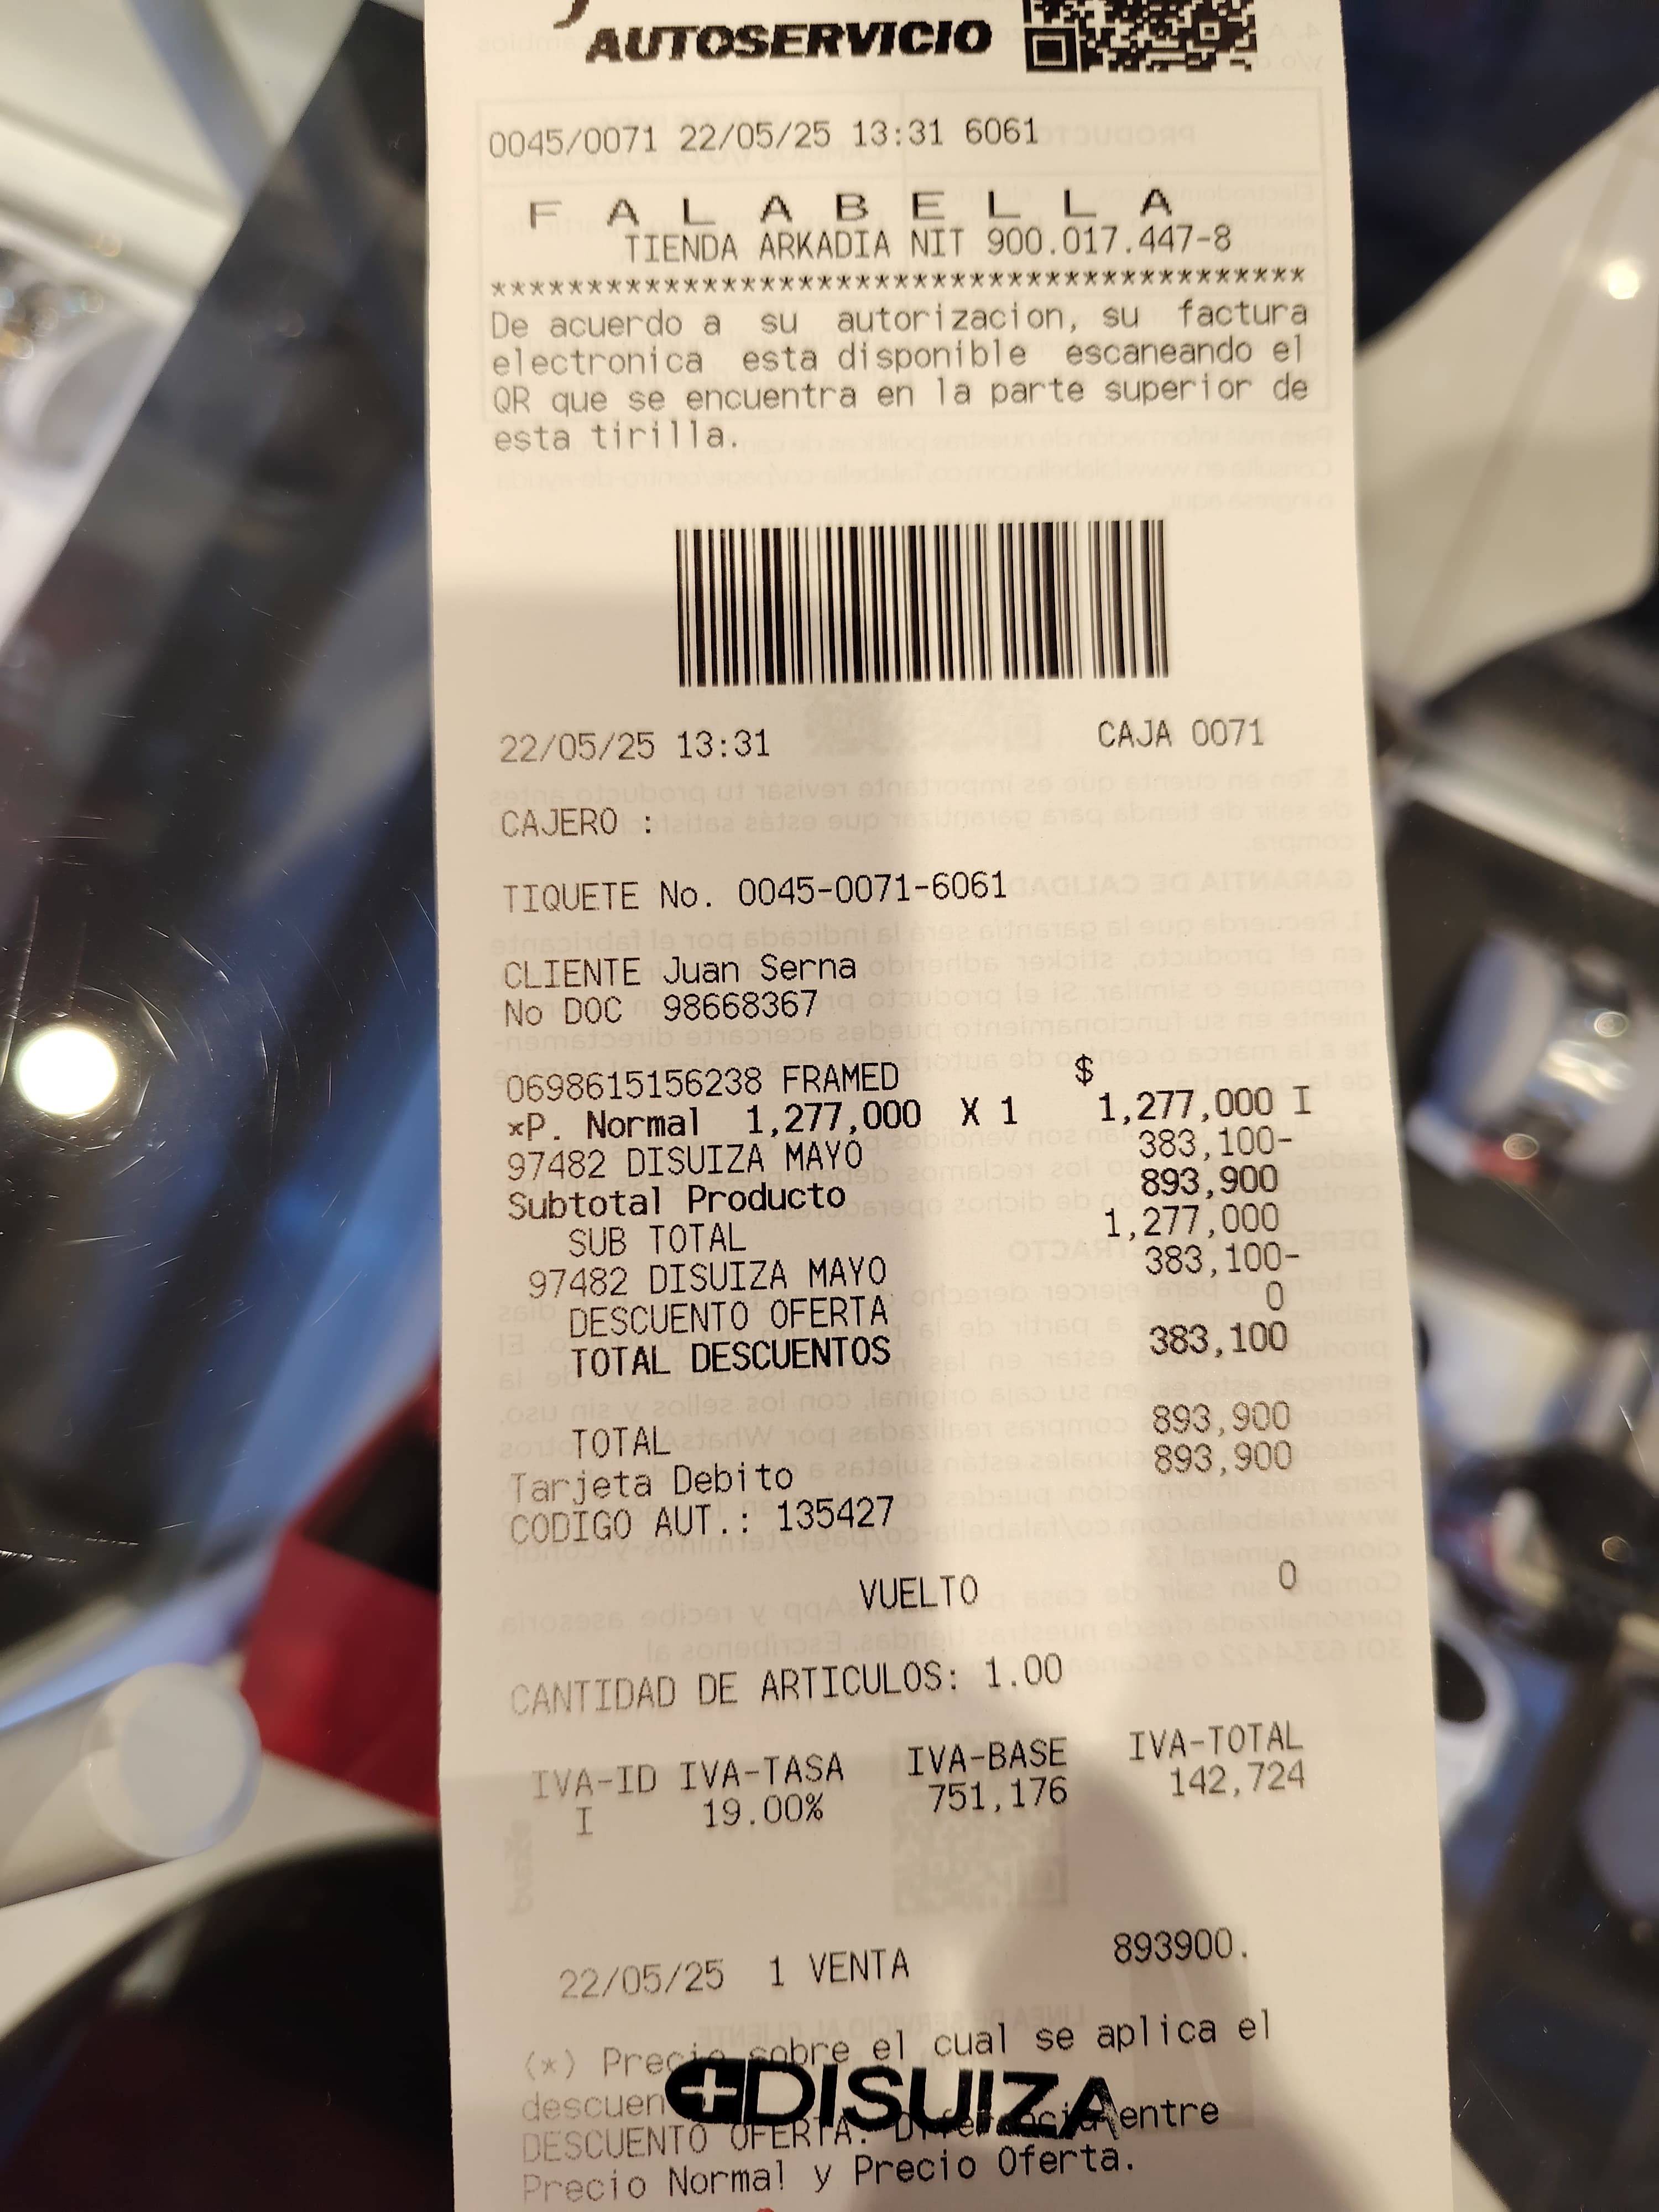 AUTOSERVICIO
0045/0071 22/05/25 13:31 6061
F A L A B E L L A
TIENDA ARKADIA NIT 900.017.447-8
******************************************
De acuerdo a su autorizacion, su factura
electronica esta disponible escaneando el
QR que se encuentra en la parte superior de
esta tirilla.
22/05/25 13:31 CAJA 0071
CAJERO :
TIQUETE No. 0045-0071-6061
CLIENTE Juan Serna
No DOC 98668367
0698615156238 FRAMED $
*P. Normal 1,277,000 X 1 1,277,000 I
97482 DISUIZA MAYO 383,100-
Subtotal Producto 893,900
SUB TOTAL 1,277,000
97482 DISUIZA MAYO 383,100-
DESCUENTO OFERTA 0
TOTAL DESCUENTOS 383,100
TOTAL 893,900
Tarjeta Debito 893,900
CODIGO AUT.: 135427
VUELTO 0
CANTIDAD DE ARTICULOS: 1.00
IVA-ID IVA-TASA IVA-BASE IVA-TOTAL
I 19.00% 751,176 142,724
22/05/25 1 VENTA 893900.
(*) Precio sobre el cual se aplica el
descuen
DISUIZA
DESCUENTO OFERTA: Diferencia entre
Precio Normal y Precio Oferta.